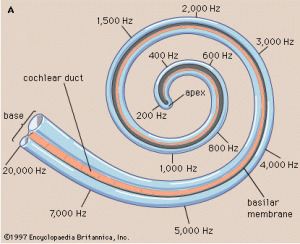 A
2,000 Hz
1,500 Hz
3,000 Hz
400 Hz
600 Hz
cochlear duct
apex
200 Hz
base
800 Hz
1,000 Hz
4,000 Hz
20,000 Hz
basilar
membrane
7,000 Hz
5,000 Hz
©1997 Encyclopaedia Britannica, Inc.